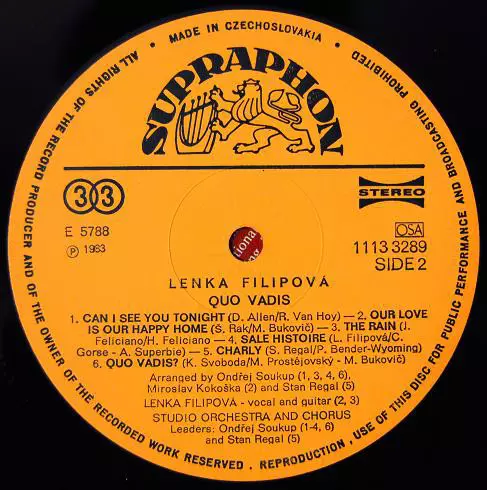 ALL RIGHTS OF THE RECORD PRODUCER AND OF THE OWNER OF THE RECORDED WORK RESERVED . REPRODUCTION , USE OF THIS DISC FOR PUBLIC PERFORMANCE AND BROADCASTING PROHIBITED
• MADE IN CZECHOSLOVAKIA •
SUPRAPHON
33
STEREO
E 5788
Ⓟ 1983
OSA
1113 3289
SIDE 2
LENKA FILIPOVÁ
QUO VADIS
1. CAN I SEE YOU TONIGHT (D. Allen/R. Van Hoy) — 2. OUR LOVE
IS OUR HAPPY HOME (Š. Rak/M. Bukovič) — 3. THE RAIN (J.
Feliciano/H. Feliciano — 4. SALE HISTOIRE (L. Filipová/C.
Gorse - A. Superbie) — 5. CHARLY (S. Regal/P. Bender-Wyoming)
6. QUO VADIS? (K. Svoboda/M. Prostějovský - M. Bukovič)
Arranged by Ondřej Soukup (1, 3, 4, 6),
Miroslav Kokoška (2) and Stan Regal (5)
LENKA FILIPOVÁ - vocal and guitar (2, 3)
STUDIO ORCHESTRA AND CHORUS
Leaders: Ondřej Soukup (1-4, 6)
and Stan Regal (5)